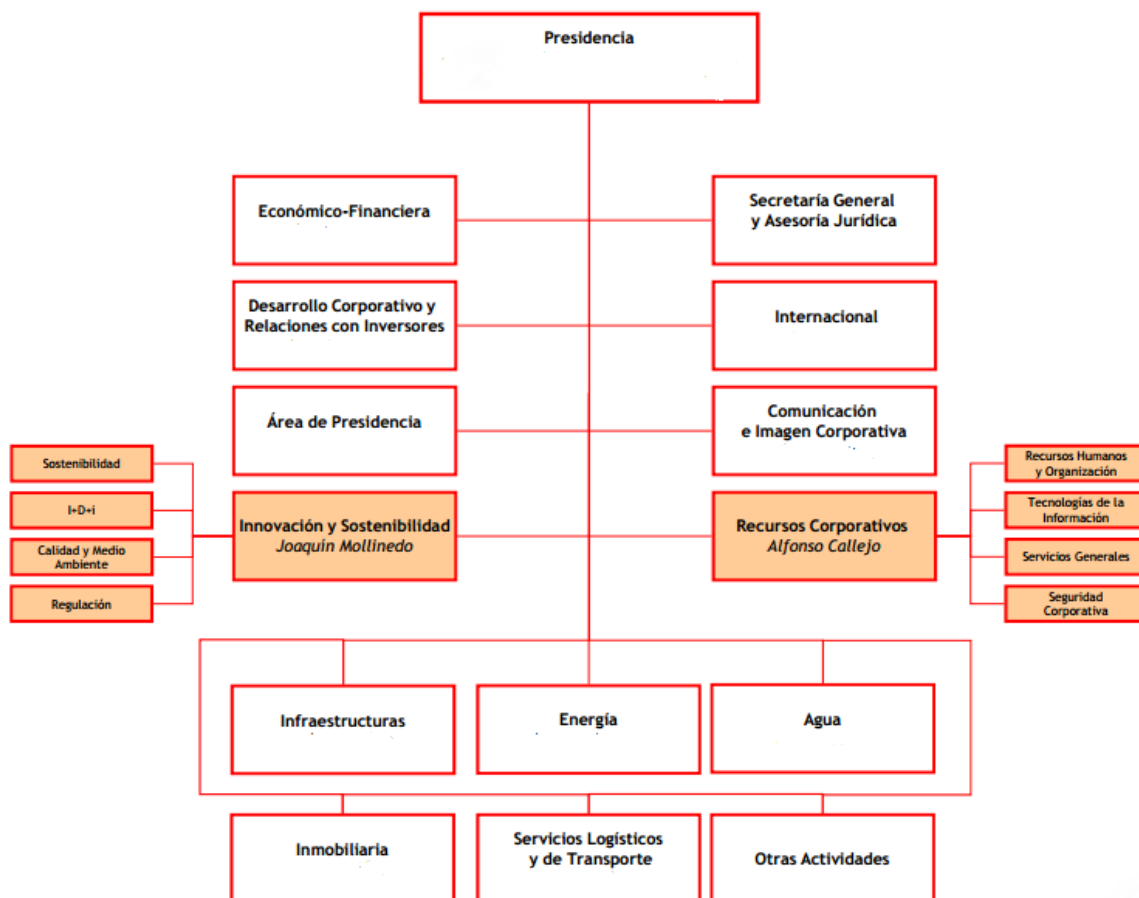 Presidencia
Económico-Financiera
Secretaría General
y Asesoría Jurídica
Desarrollo Corporativo y
Relaciones con Inversores
Internacional
Área de Presidencia
Comunicación
e Imagen Corporativa
Sostenibilidad
I+D+i
Calidad y Medio
Ambiente
Regulación
Innovación y Sostenibilidad
Joaquín Mollinedo
Recursos Corporativos
Alfonso Callejo
Recursos Humanos
y Organización
Tecnologías de la
Información
Servicios Generales
Seguridad
Corporativa
Infraestructuras
Energía
Agua
Inmobiliaria
Servicios Logísticos
y de Transporte
Otras Actividades